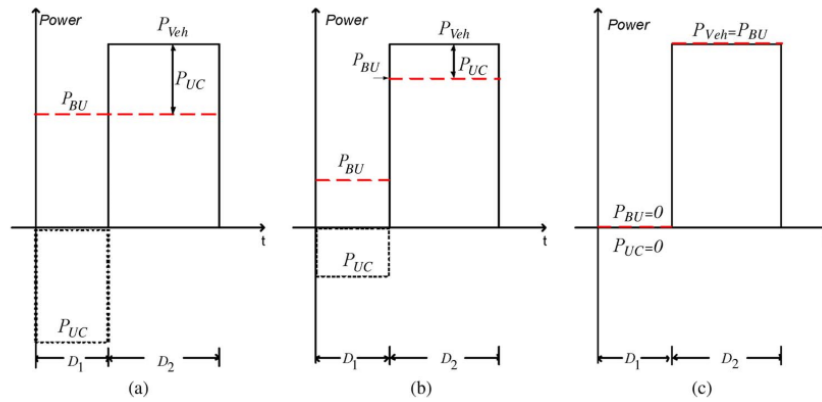 Power
P_Veh
P_UC
P_BU
P_UC
t
D_1
D_2
(a)
Power
P_Veh
P_BU
P_UC
P_BU
P_UC
t
D_1
D_2
(b)
Power
P_Veh=P_BU
P_BU=0
P_UC=0
D_1
D_2
(c)